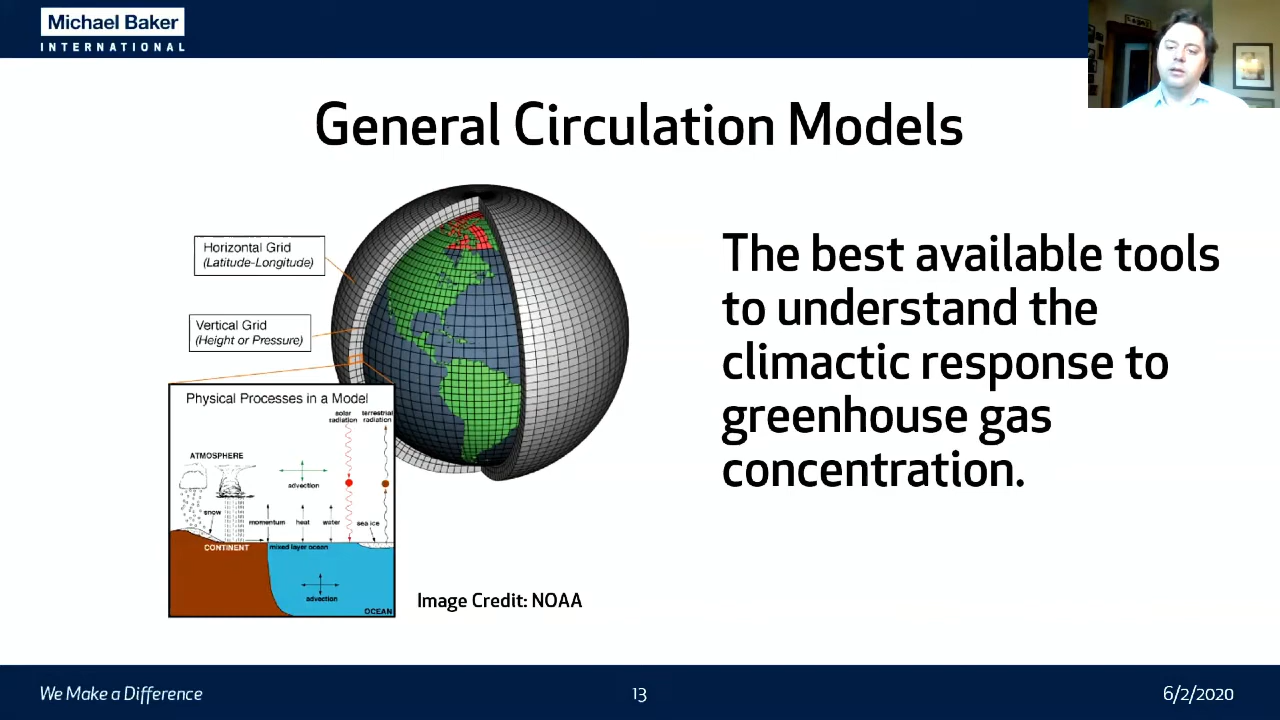 Michael Baker
INTERNATIONAL
General Circulation Models
Horizontal Grid
(Latitude-Longitude)
Vertical Grid
(Height or Pressure)
Physical Processes in a Model
solar
radiation
terrestrial
radiation
ATMOSPHERE
advection
snow
momentum heat water sea ice
CONTINENT
mixed layer ocean
advection
OCEAN
The best available tools
to understand the
climactic response to
greenhouse gas
concentration.
Image Credit: NOAA
We Make a Difference
13
6/2/2020